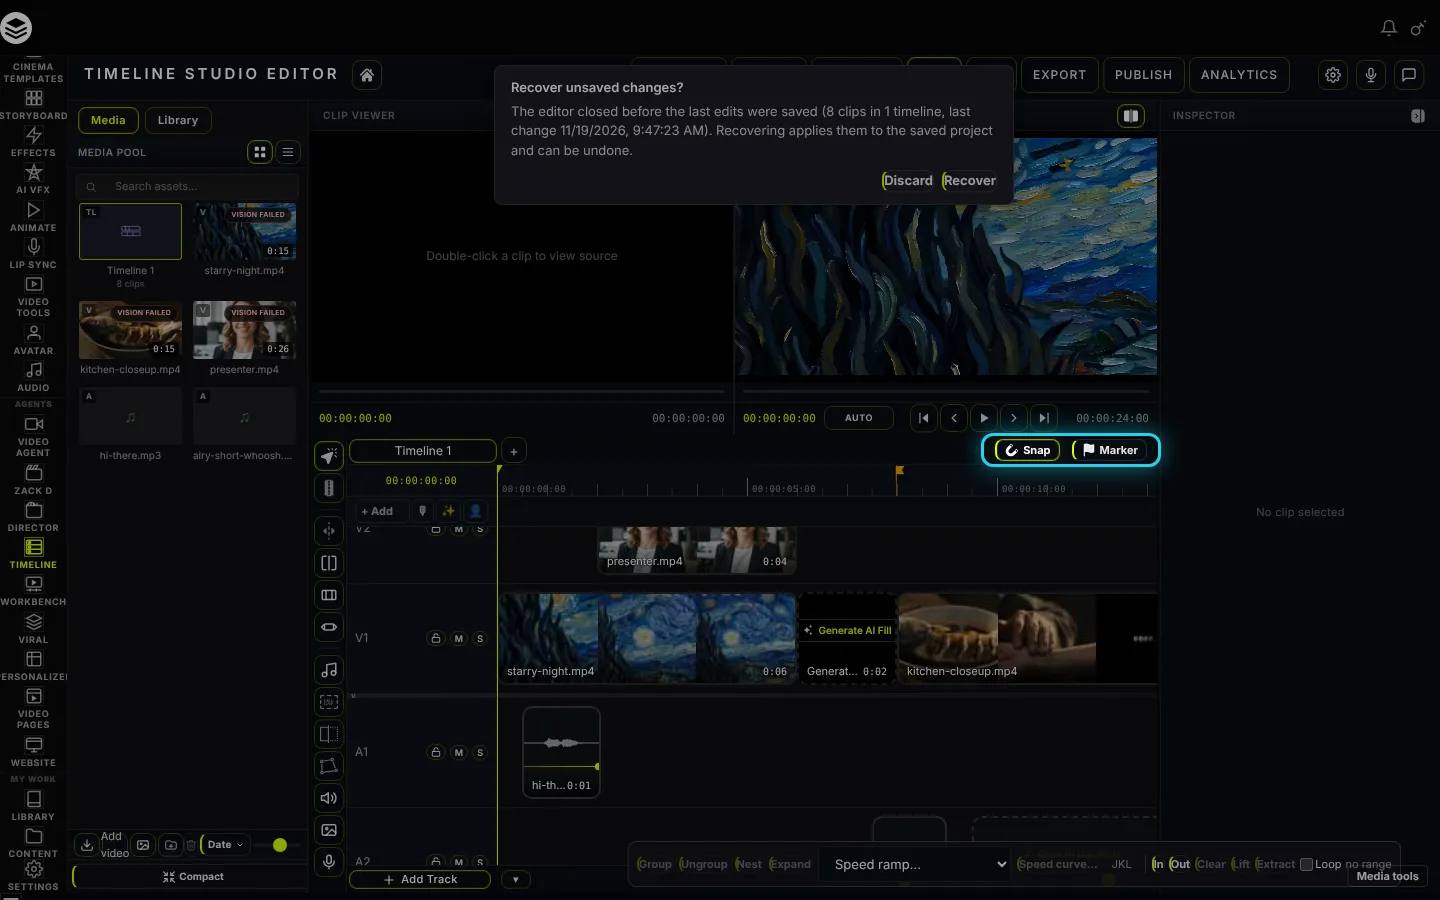 TIMELINE STUDIO EDITOR
EXPORT
PUBLISH
ANALYTICS
Recover unsaved changes?
The editor closed before the last edits were saved (8 clips in 1 timeline, last
change 11/19/2026, 9:47:23 AM). Recovering applies them to the saved project
and can be undone.
Discard
Recover
CINEMA
TEMPLATES
STORYBOARD
EFFECTS
AI VFX
ANIMATE
LIP SYNC
VIDEO
TOOLS
AVATAR
AUDIO
AGENTS
VIDEO
AGENT
ZACK D
DIRECTOR
TIMELINE
WORKBENCH
VIRAL
PERSONALIZE
VIDEO
PAGES
WEBSITE
MY WORK
LIBRARY
CONTENT
SETTINGS
Media
Library
MEDIA POOL
Search assets...
TL
Timeline 1
8 clips
V
VISION FAILED
0:15
starry-night.mp4
V
VISION FAILED
0:15
kitchen-closeup.mp4
V
VISION FAILED
0:26
presenter.mp4
A
hi-there.mp3
A
airy-short-whoosh....
Add
video
Date
Compact
CLIP VIEWER
Double-click a clip to view source
00:00:00:00
00:00:00:00
00:00:00:00
AUTO
00:00:24:00
INSPECTOR
No clip selected
Timeline 1
+
Snap
Marker
00:00:00:00
00:00:00:00
00:00:05:00
00:00:10:00
+ Add
V2
M
S
presenter.mp4
0:04
V1
M
S
starry-night.mp4
0:06
Generate AI Fill
Generat...
0:02
kitchen-closeup.mp4
A1
M
S
hi-th...
0:01
A2
M
S
+ Add Track
Group
Ungroup
Nest
Expand
Speed ramp...
Speed curve...
JKL
In
Out
Clear
Lift
Extract
Loop
no range
Media tools